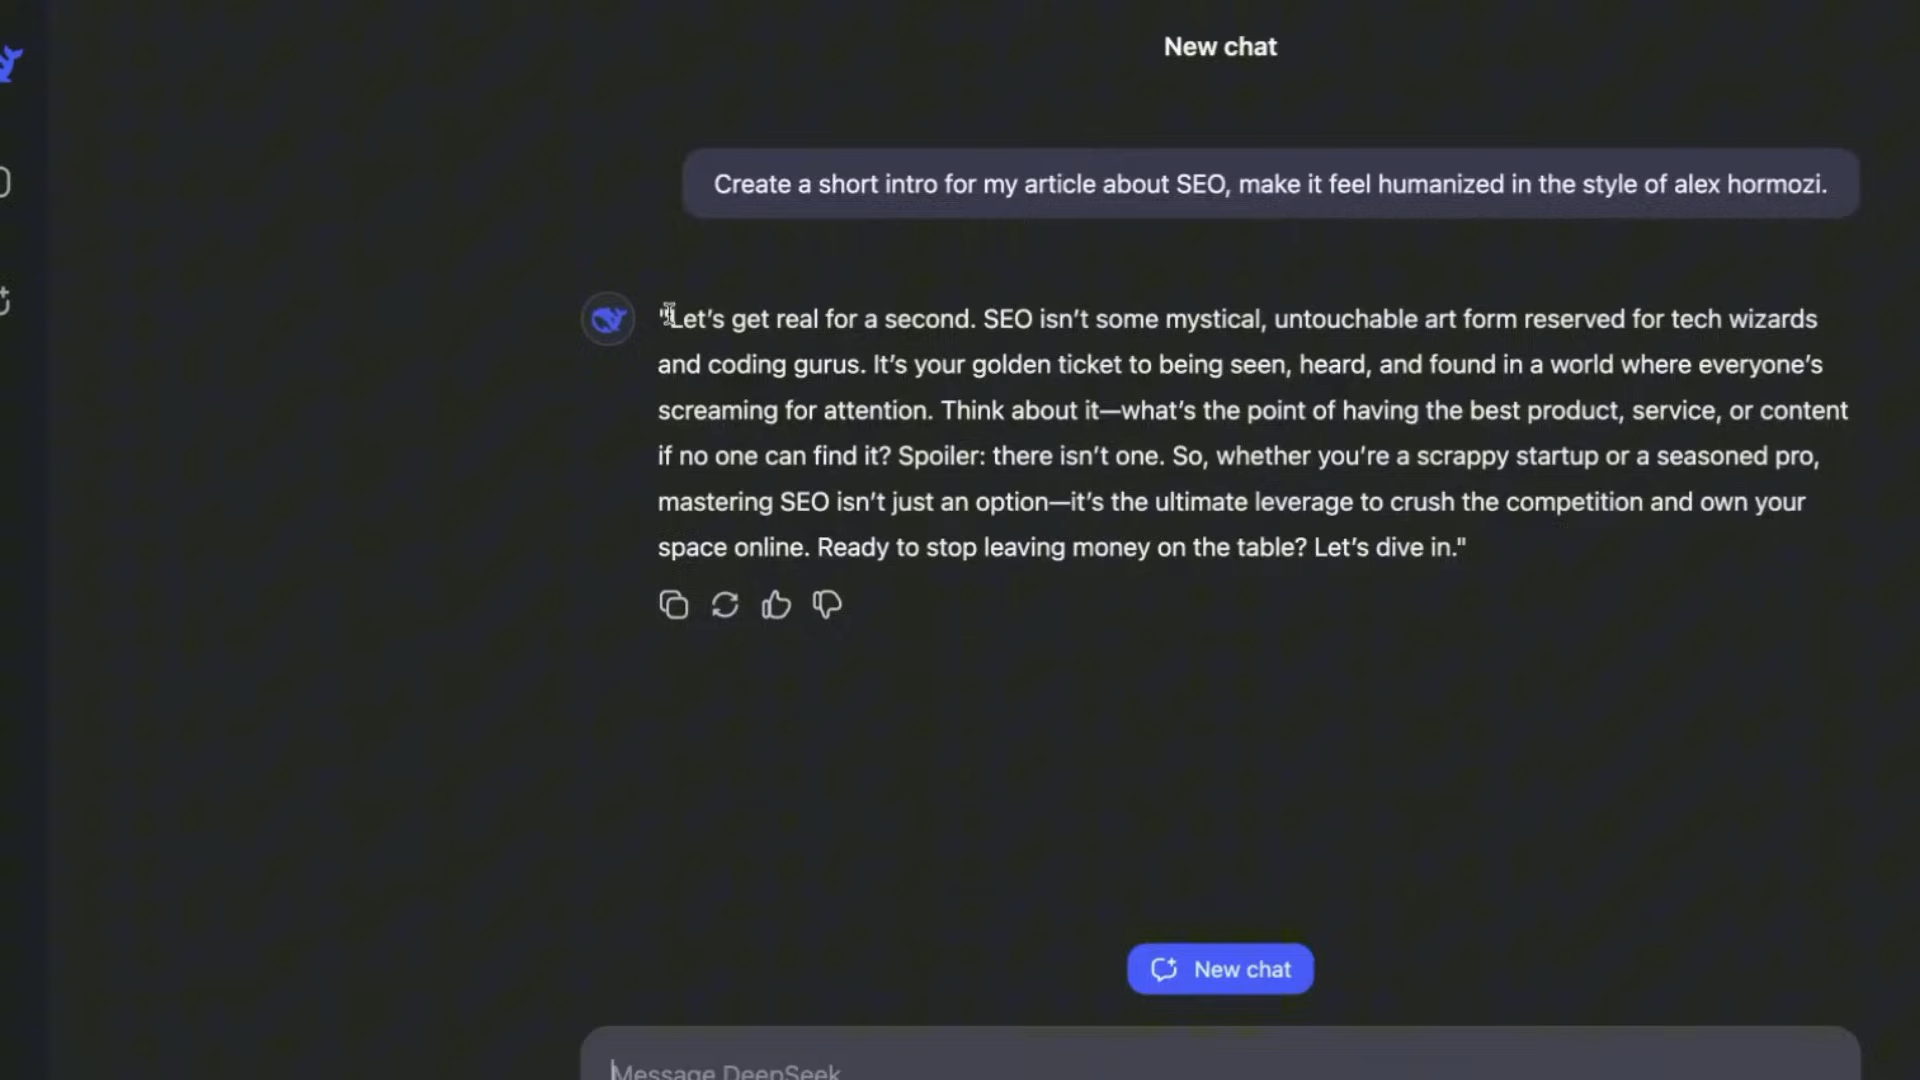 New chat
Create a short intro for my article about SEO, make it feel humanized in the style of alex hormozi.
"Let’s get real for a second. SEO isn’t some mystical, untouchable art form reserved for tech wizards
and coding gurus. It’s your golden ticket to being seen, heard, and found in a world where everyone’s
screaming for attention. Think about it—what’s the point of having the best product, service, or content
if no one can find it? Spoiler: there isn’t one. So, whether you’re a scrappy startup or a seasoned pro,
mastering SEO isn’t just an option—it’s the ultimate leverage to crush the competition and own your
space online. Ready to stop leaving money on the table? Let’s dive in."
New chat
Message DeepSeek